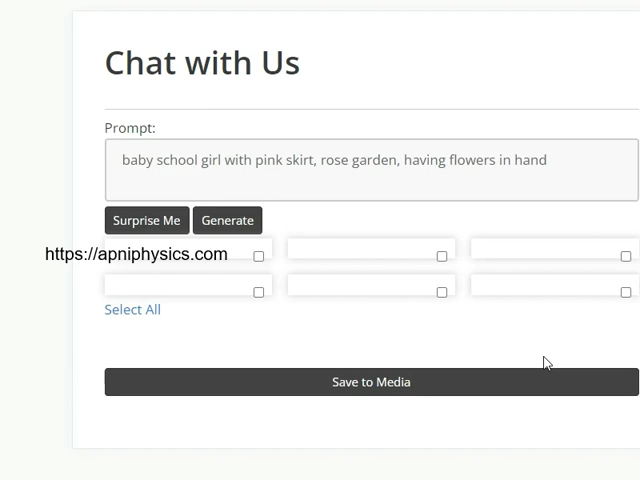 Chat with Us
Prompt:
baby school girl with pink skirt, rose garden, having flowers in hand
Surprise Me Generate
https://apniphysics.com
Select All
Save to Media